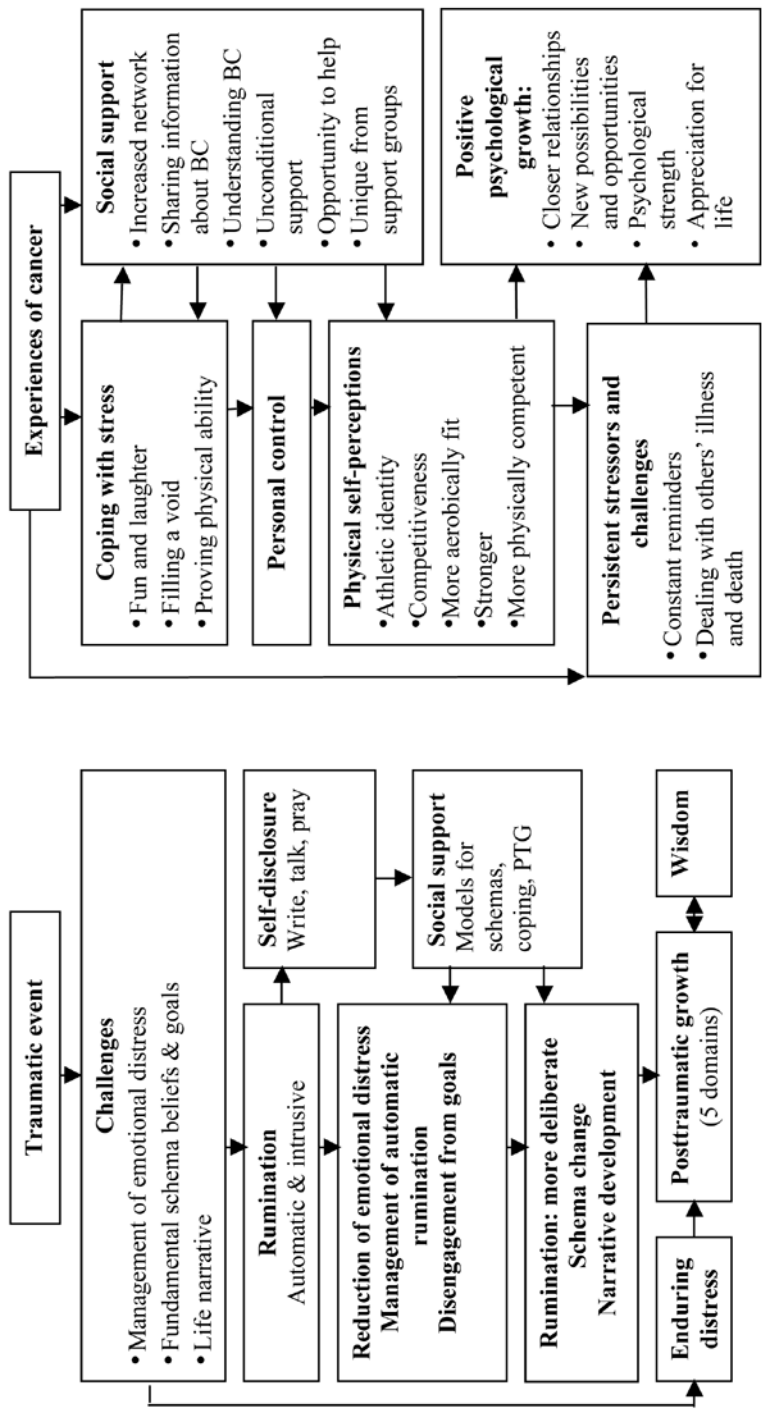 Traumatic event
Challenges
• Management of emotional distress
• Fundamental schema beliefs & goals
• Life narrative
Rumination
Automatic & intrusive
Self-disclosure
Write, talk, pray
Reduction of emotional distress
Management of automatic
rumination
Disengagement from goals
Social support
Models for
schemas,
coping, PTG
Rumination: more deliberate
Schema change
Narrative development
Enduring
distress
Posttraumatic growth
(5 domains)
Wisdom
Experiences of cancer
Coping with stress
• Fun and laughter
• Filling a void
• Proving physical ability
Social support
• Increased network
• Sharing information
about BC
• Understanding BC
• Unconditional
support
• Opportunity to help
• Unique from
support groups
Personal control
Physical self-perceptions
• Athletic identity
• Competitiveness
• More aerobically fit
• Stronger
• More physically competent
Persistent stressors and
challenges
• Constant reminders
• Dealing with others’ illness
and death
Positive
psychological
growth:
• Closer relationships
• New possibilities
and opportunities
• Psychological
strength
• Appreciation for
life